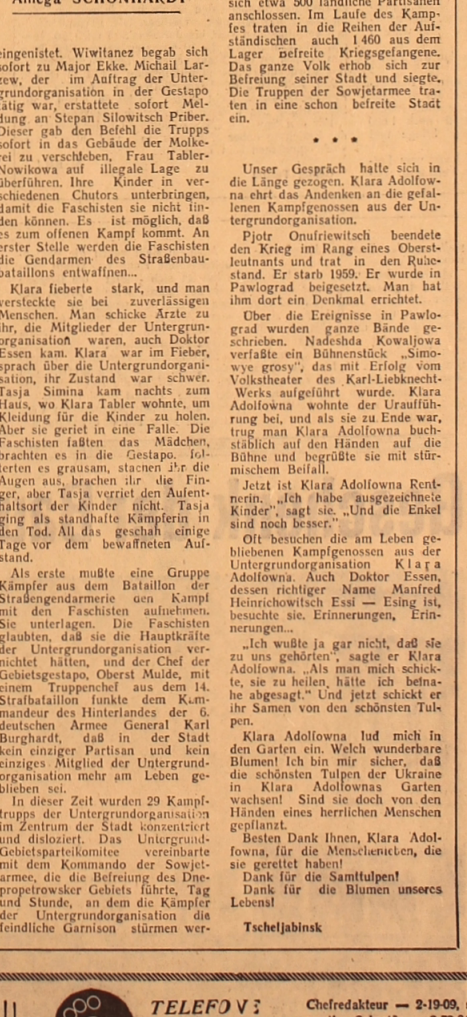 Amega SCHÖNHARDT
eingenistet. Wiwitanez begab sich
sofort zu Major Ekke. Michail Lar-
zew, der im Auftrag der Unter-
grundorganisation in der Gestapo
tätig war, erstattete sofort Mel-
dung an Stepan Silowitsch Priber.
Dieser gab den Befehl die Trupps
sofort in das Gebäude der Molke-
rei zu verschieben, Frau Tabler-
Nowikowa auf illegale Lage zu
überführen. Ihre Kinder in ver-
schiedenen Chutors unterbringen,
damit die Faschisten sie nicht fin-
den können. Es ist möglich, daß
es zum offenen Kampf kommt. An
erster Stelle werden die Faschisten
die Gendarmen des Straßenbau-
bataillons entwaffnen...
Klara fieberte stark, und man
versteckte sie bei zuverlässigen
Menschen. Man schicke Ärzte zu
ihr, die Mitglieder der Untergrun-
organisation waren, auch Doktor
Essen kam. Klara war im Fieber,
sprach über die Untergrundorgani-
sation, ihr Zustand war schwer.
Tasja Simina kam nachts zum
Haus, wo Klara Tabler wohnte, um
Kleidung für die Kinder zu holen.
Aber sie geriet in eine Falle. Die
Faschisten faßten das Mädchen,
brachten es in die Gestapo, fol-
terten es grausam, stachen ihr die
Augen aus, brachen ihr die Fin-
ger, aber Tasja verriet den Aufent-
haltsort der Kinder nicht. Tasja
ging als standhafte Kämpferin in
den Tod. All das geschah einige
Tage vor dem bewaffneten Auf-
stand.
Als erste mußte eine Gruppe
Kämpfer aus dem Bataillon der
Straßengendarmerie den Kampf
mit den Faschisten aufnehmen.
Sie unterlagen. Die Faschisten
glaubten, daß sie die Hauptkräfte
der Untergrundorganisation ver-
nichtet hätten, und der Chef der
Gebietsgestapo, Oberst Mulde, mit
einem Truppenchef aus dem 14.
Strafbataillon funkte dem Kom-
mandeur des Hinterlandes der 6.
deutschen Armee General Karl
Burghardt, daß in der Stadt
kein einziger Partisan und kein
einziges Mitglied der Untergrund-
organisation mehr am Leben ge-
blieben sei.
In dieser Zeit wurden 29 Kampf-
trupps der Untergrundorganisation
im Zentrum der Stadt konzentriert
und disloziert. Das Untergrund-
Gebietsparteikomitee vereinbarte
mit dem Kommando der Sowjet-
armee, die die Befreiung des Dne-
propetrowsker Gebiets führte, Tag
und Stunde, an dem die Kämpfer
der Untergrundorganisation die
feindliche Garnison stürmen wer-
sich etwa 500 ländliche Partisanen
anschlossen. Im Laufe des Kamp-
fes traten in die Reihen der Auf-
ständischen auch 1460 aus dem
Lager Befreite Kriegsgefangene.
Das ganze Volk erhob sich zur
Befreiung seiner Stadt und siegte.
Die Truppen der Sowjetarmee tra-
ten in eine schon befreite Stadt
ein.
* * *
Unser Gespräch hatte sich in
die Länge gezogen. Klara Adolfow-
na ehrt das Andenken an die gefal-
lenen Kampfgenossen aus der Un-
tergrundorganisation.
Pjotr Onufriewitsch beendete
den Krieg im Rang eines Oberst-
leutnants und trat in den Ruhe-
stand. Er starb 1959. Er wurde in
Pawlograd beigesetzt. Man hat
ihm dort ein Denkmal errichtet.
Über die Ereignisse in Pawlo-
grad wurden ganze Bände ge-
schrieben. Nadeshda Kowaljowa
verfaßte ein Bühnenstück „Simo-
wye grosy", das mit Erfolg vom
Volkstheater des Karl-Liebknecht-
Werks aufgeführt wurde. Klara
Adolfowna wohnte der Urauffüh-
rung bei, und als sie zu Ende war,
trug man Klara Adolfowna buch-
stäblich auf den Händen auf die
Bühne und begrüßte sie mit stür-
mischem Beifall.
Jetzt ist Klara Adolfowna Rent-
nerin. „Ich habe ausgezeichnete
Kinder", sagt sie. „Und die Enkel
sind noch besser."
Oft besuchen die am Leben ge-
bliebenen Kampfgenossen aus der
Untergrundorganisation Klara
Adolfowna. Auch Doktor Essen,
dessen richtiger Name Manfred
Heinrichowitsch Essi — Esing ist,
besuchte sie. Erinnerungen, Erin-
nerungen...
„Ich wußte ja gar nicht, daß sie
zu uns gehörten", sagte er Klara
Adolfowna. „Als man mich schick-
te, sie zu heilen, hätte ich beina-
he abgesagt." Und jetzt schickt er
ihr Samen von den schönsten Tul-
pen.
Klara Adolfowna lud mich in
den Garten ein. Welch wunderbare
Blumen! Ich bin mir sicher, daß
die schönsten Tulpen der Ukraine
in Klara Adolfownas Garten
wachsen! Sind sie doch von den
Händen eines herrlichen Menschen
gepflanzt.
Besten Dank Ihnen, Klara Adol-
fowna, für die Menschenleben, die
sie gerettet haben!
Dank für die Samttulpen!
Dank für die Blumen unseres
Lebens!
Tscheljabinsk
TELEFO
Chefredakteur — 2-19-09,